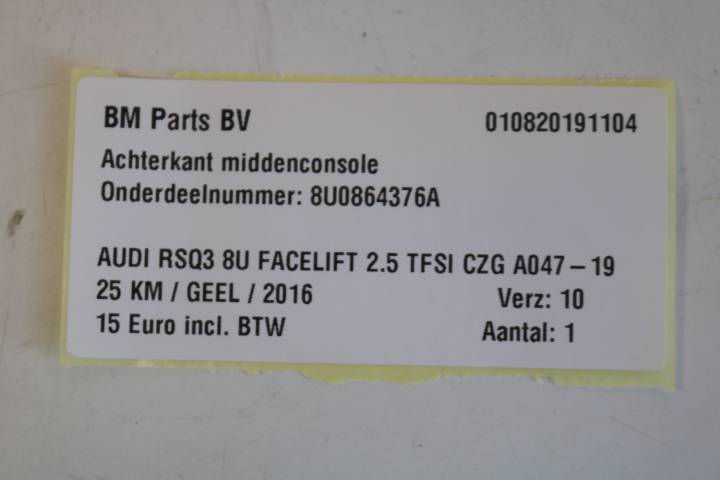 BM Parts BV 010820191104
Achterkant middenconsole
Onderdeelnummer: 8U0864376A
AUDI RSQ3 8U FACELIFT 2.5 TFSI CZG A047-19
25 KM / GEEL / 2016 Verz: 10
15 Euro incl. BTW Aantal: 1